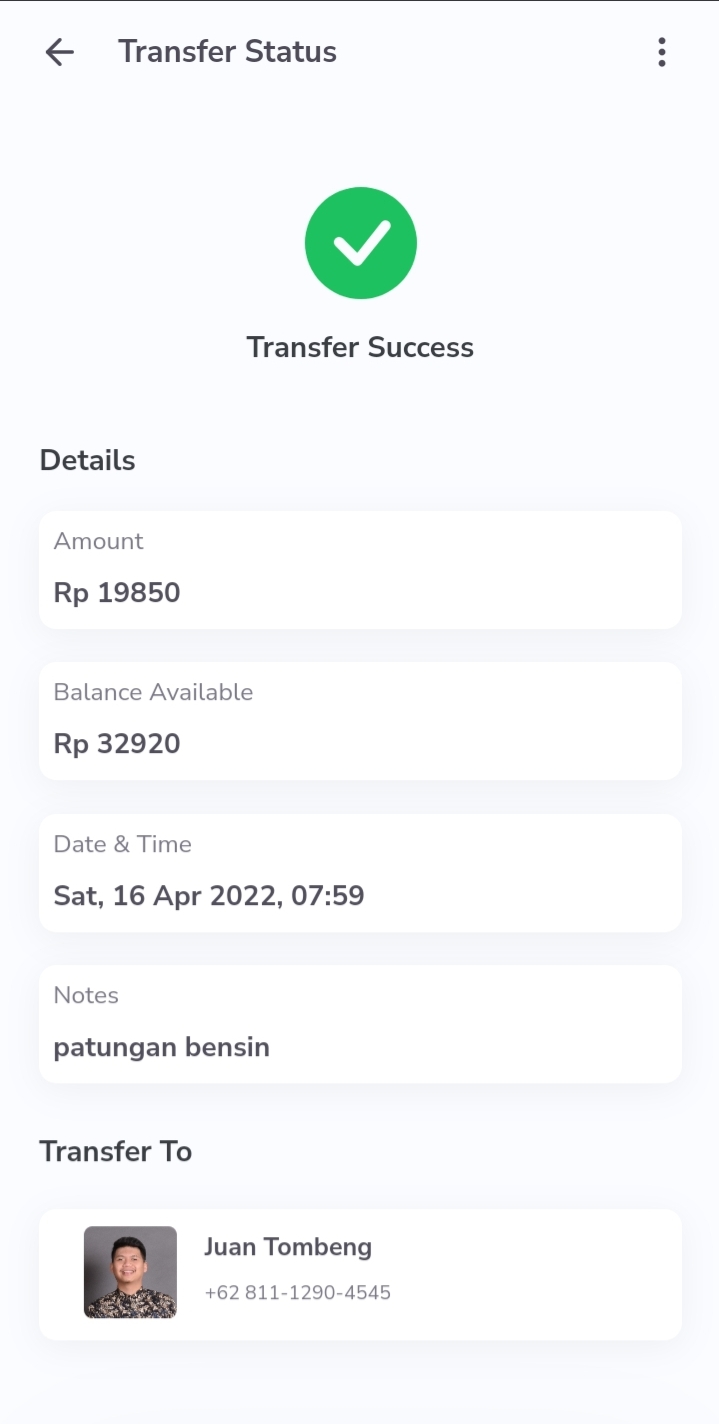 Transfer Status
Transfer Success
Details
Amount
Rp 19850
Balance Available
Rp 32920
Date & Time
Sat, 16 Apr 2022, 07:59
Notes
patungan bensin
Transfer To
Juan Tombeng
+62 811-1290-4545